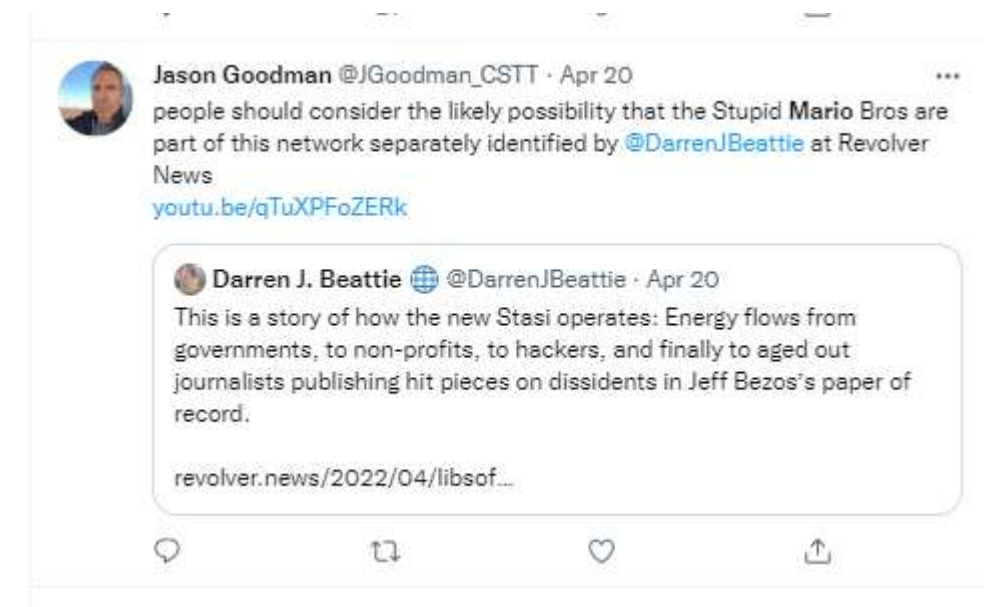 Jason Goodman @JGoodman_CSTT · Apr 20
people should consider the likely possibility that the Stupid Mario Bros are
part of this network separately identified by @DarrenJBeattie at Revolver
News
youtu.be/qTuXPFoZERk
Darren J. Beattie 🌐 @DarrenJBeattie · Apr 20
This is a story of how the new Stasi operates: Energy flows from
governments, to non-profits, to hackers, and finally to aged out
journalists publishing hit pieces on dissidents in Jeff Bezos's paper of
record.
revolver.news/2022/04/libsof...